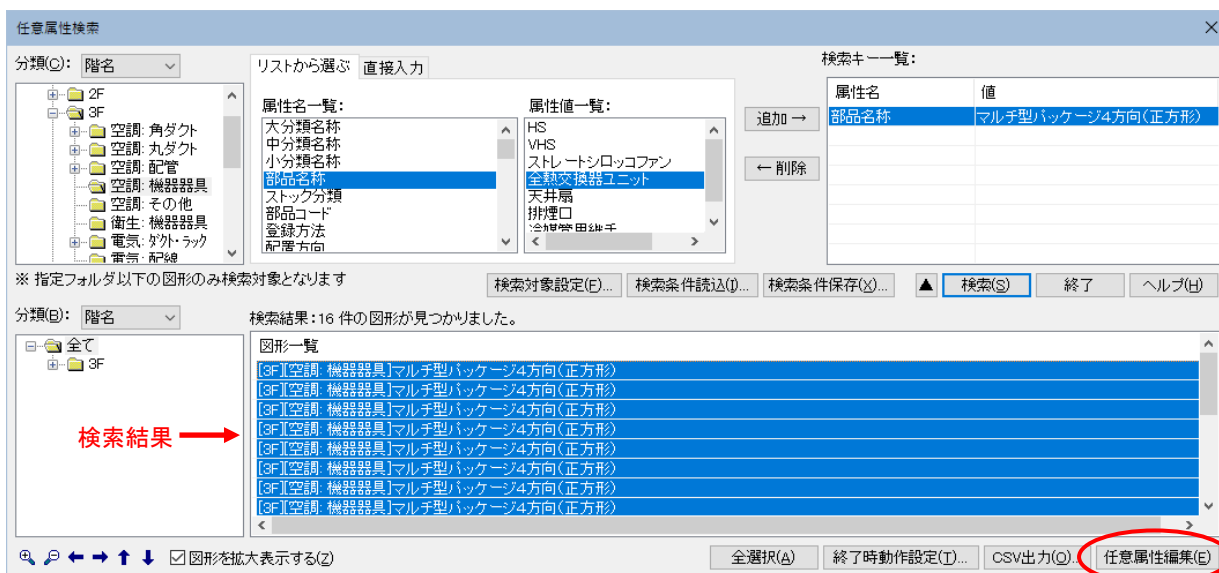 任意属性検索
分類(C): 階名
2F
3F
空調: 角ダクト
空調: 丸ダクト
空調: 配管
空調: 機器器具
空調: その他
衛生: 機器器具
電気: ﾀﾞｸﾄ・ﾗｯｸ
電気: 配線
リストから選ぶ 直接入力
属性名一覧:
大分類名称
中分類名称
小分類名称
部品名称
ストック分類
部品コード
登録方法
配置方向
属性値一覧:
HS
VHS
ストレートシロッコファン
全熱交換器ユニット
天井扇
排煙口
冷媒管用継手
追加 →
← 削除
検索キー一覧:
属性名 値
部品名称 マルチ型パッケージ4方向(正方形)
※ 指定フォルダ以下の図形のみ検索対象となります
検索対象設定(F)... 検索条件読込(I)... 検索条件保存(X)... ▲ 検索(S) 終了 ヘルプ(H)
分類(B): 階名
検索結果:16 件の図形が見つかりました。
全て
3F
図形一覧
[3F][空調: 機器器具]マルチ型パッケージ4方向(正方形)
[3F][空調: 機器器具]マルチ型パッケージ4方向(正方形)
[3F][空調: 機器器具]マルチ型パッケージ4方向(正方形)
[3F][空調: 機器器具]マルチ型パッケージ4方向(正方形)
[3F][空調: 機器器具]マルチ型パッケージ4方向(正方形)
[3F][空調: 機器器具]マルチ型パッケージ4方向(正方形)
[3F][空調: 機器器具]マルチ型パッケージ4方向(正方形)
[3F][空調: 機器器具]マルチ型パッケージ4方向(正方形)
検索結果
図形を拡大表示する(Z)
全選択(A) 終了時動作設定(T)... CSV出力(O)... 任意属性編集(E)